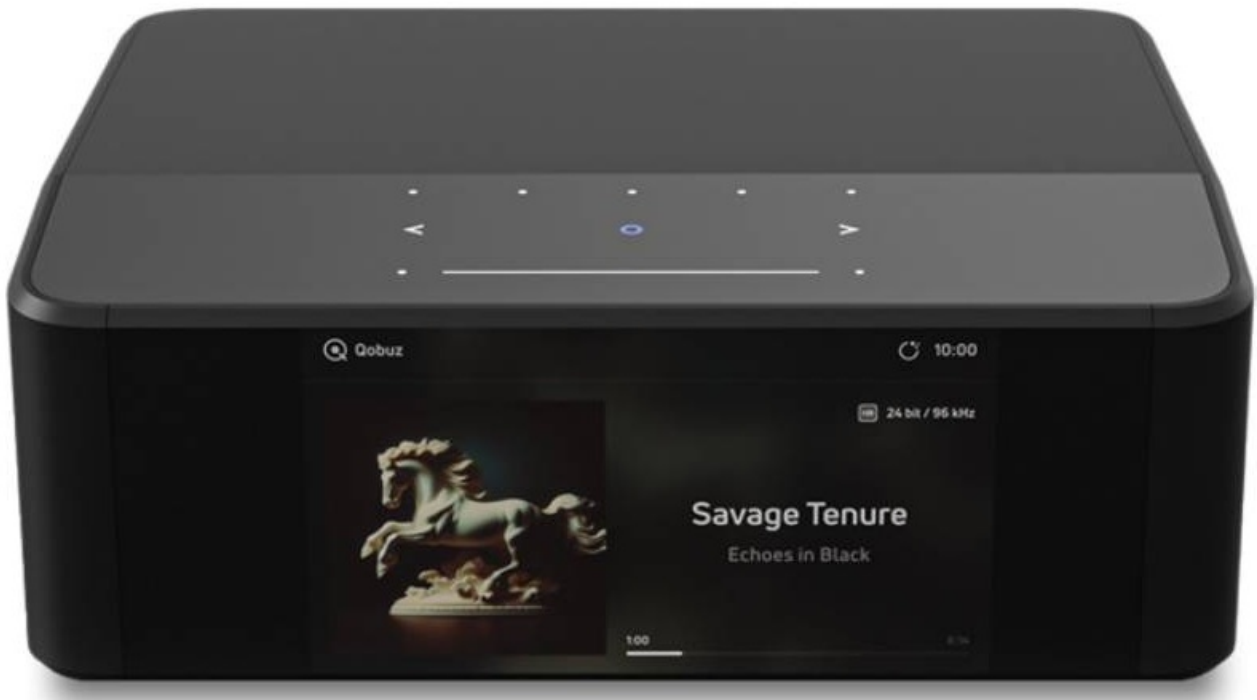 Qobuz
10:00
24 bit / 96 kHz
Savage Tenure
Echoes in Black
1:00